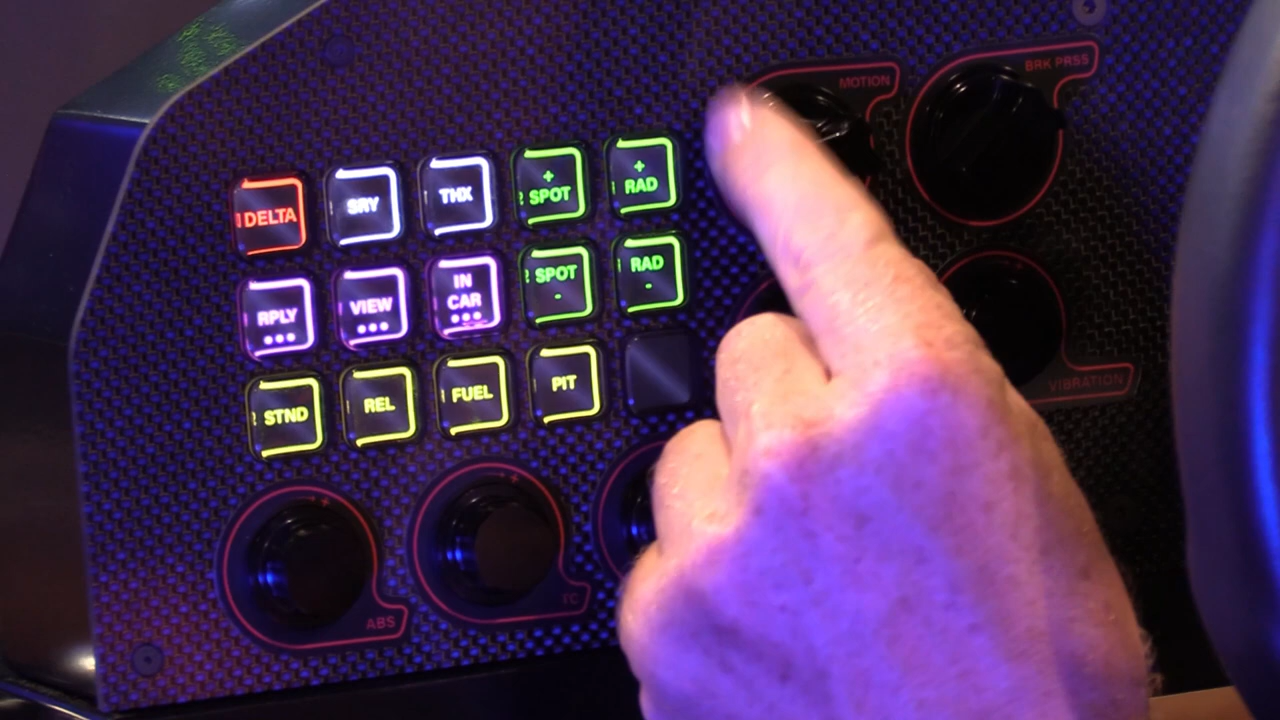 MOTION
BRK PRSS
DELTA
SRY
THX
+
SPOT
+
RAD
RPLY
...
VIEW
...
IN
CAR
...
SPOT
-
RAD
-
STND
REL
FUEL
PIT
VIBRATION
ABS
TC